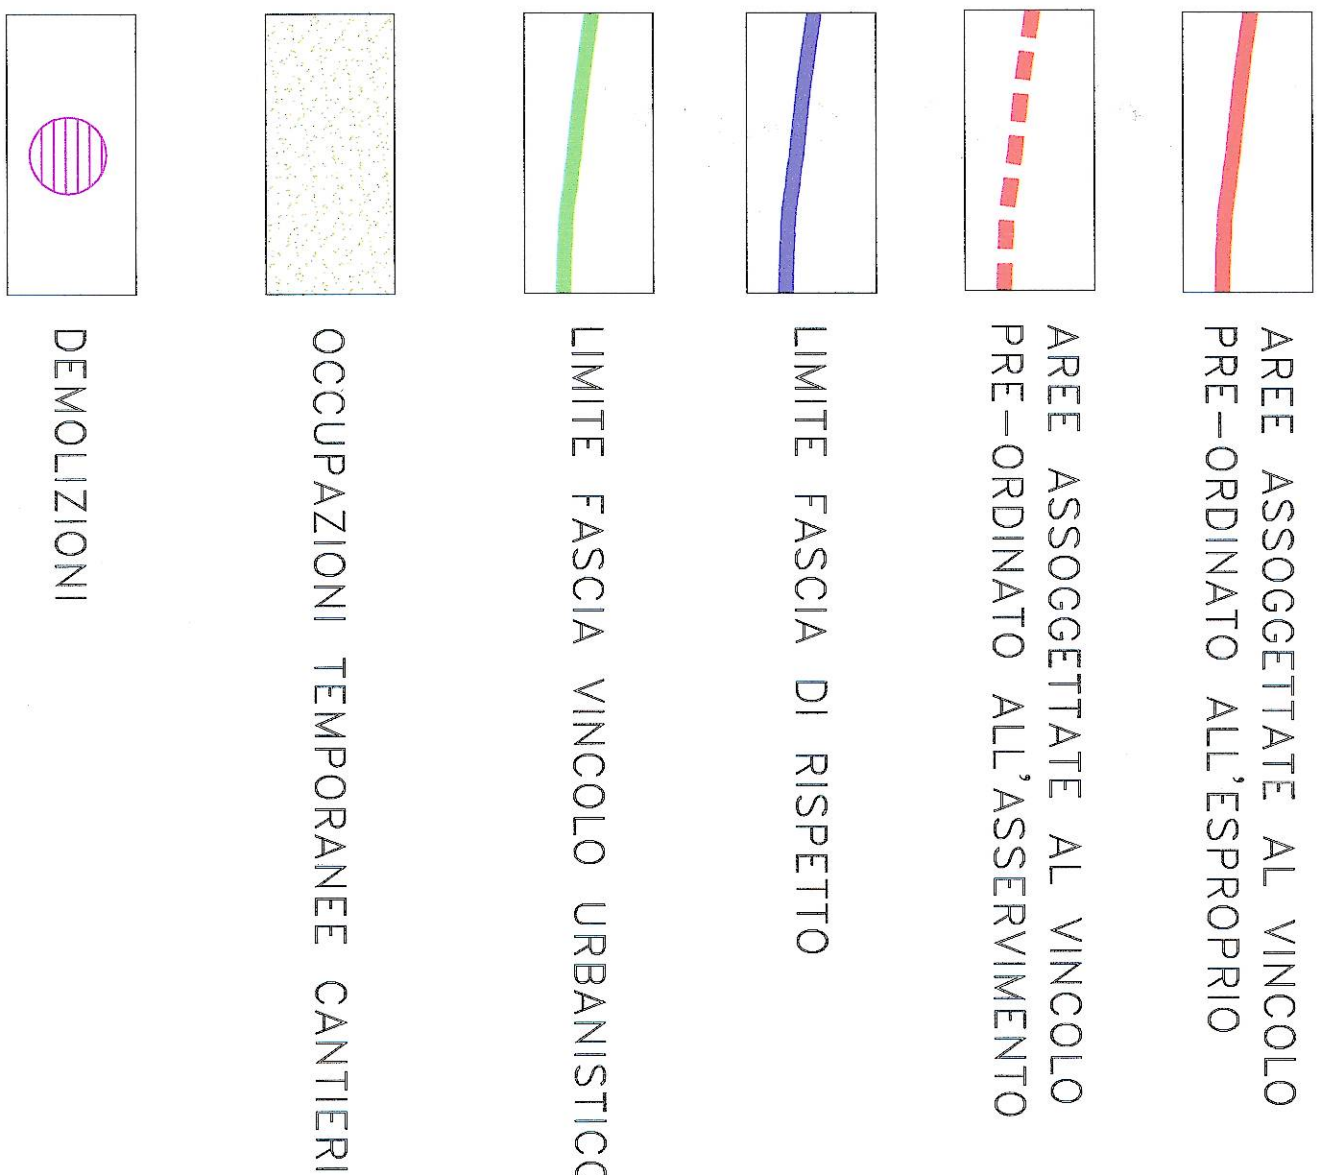 AREE ASSOGGETTATE AL VINCOLO
PRE-ORDINATO ALL'ESPROPRIO
AREE ASSOGGETTATE AL VINCOLO
PRE-ORDINATO ALL'ASSERVIMENTO
LIMITE FASCIA DI RISPETTO
LIMITE FASCIA VINCOLO URBANISTICO
OCCUPAZIONI TEMPORANEE CANTIERI
DEMOLIZIONI